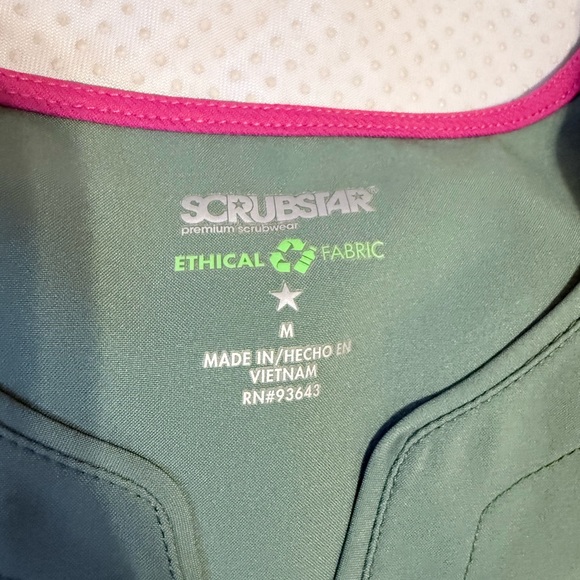 SCRUBSTAR®
premium scrubwear
ETHICAL FABRIC
M
MADE IN/HECHO EN
VIETNAM
RN#93643